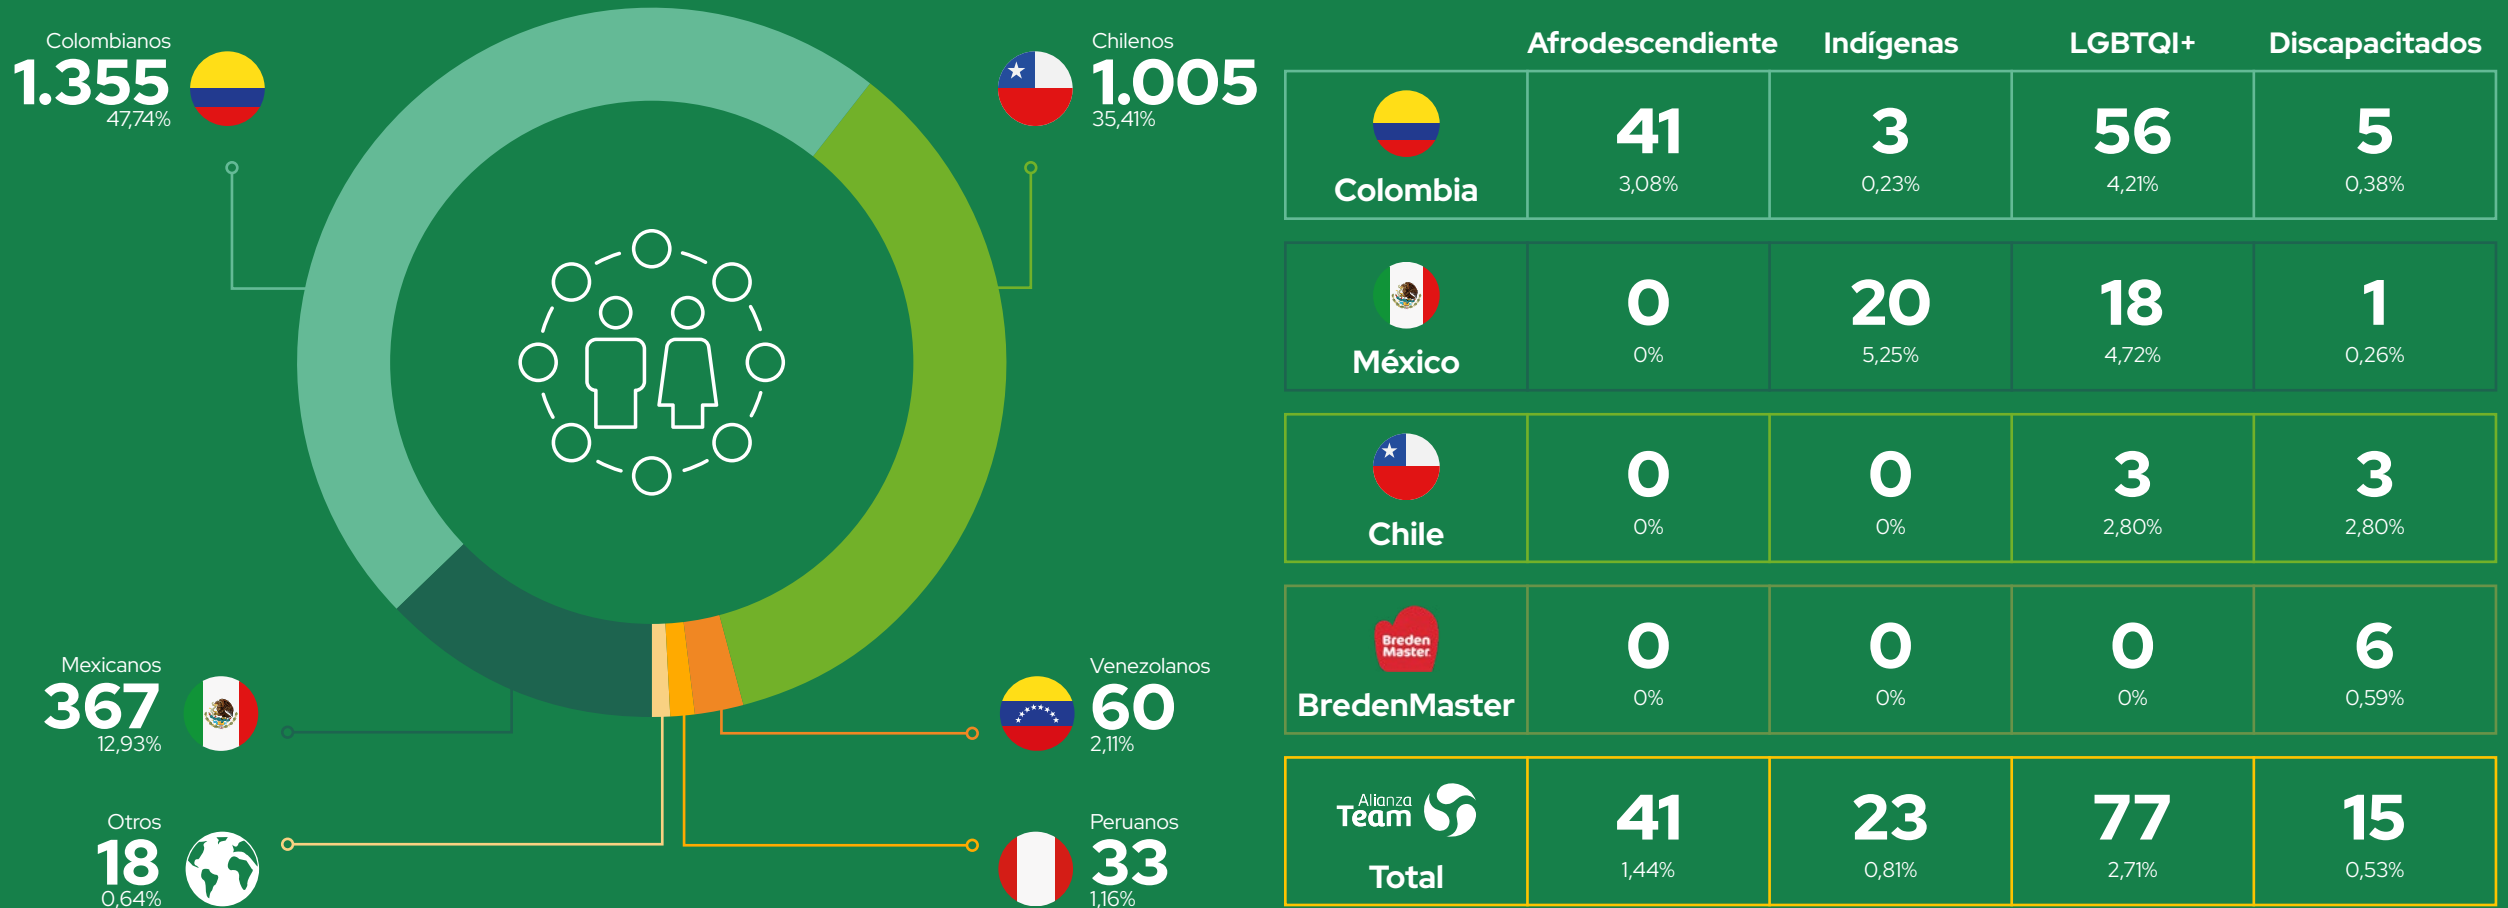 Colombianos
1.355
47,74%
Chilenos
1.005
35,41%
Mexicanos
367
12,93%
Venezolanos
60
2,11%
Otros
18
0,64%
Peruanos
33
1,16%
Afrodescendiente Indígenas LGBTQI+ Discapacitados
41 3 56 5
Colombia 3,08% 0,23% 4,21% 0,38%
0 20 18 1
México 0% 5,25% 4,72% 0,26%
0 0 3 3
Chile 0% 0% 2,80% 2,80%
Breden
Master.
0 0 0 6
BredenMaster 0% 0% 0% 0,59%
Alianza
Team
41 23 77 15
Total 1,44% 0,81% 2,71% 0,53%